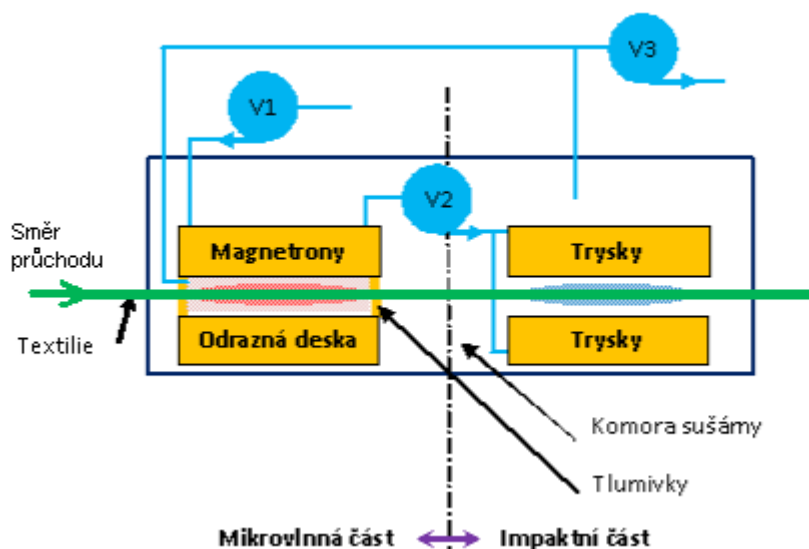 V3
V1
V2
Směr
průchodu
Magnetrony
Trysky
Textilie
Odrazná deska
Trysky
Komora sušárny
Tlumivky
Mikrovlnná část
Impaktní část